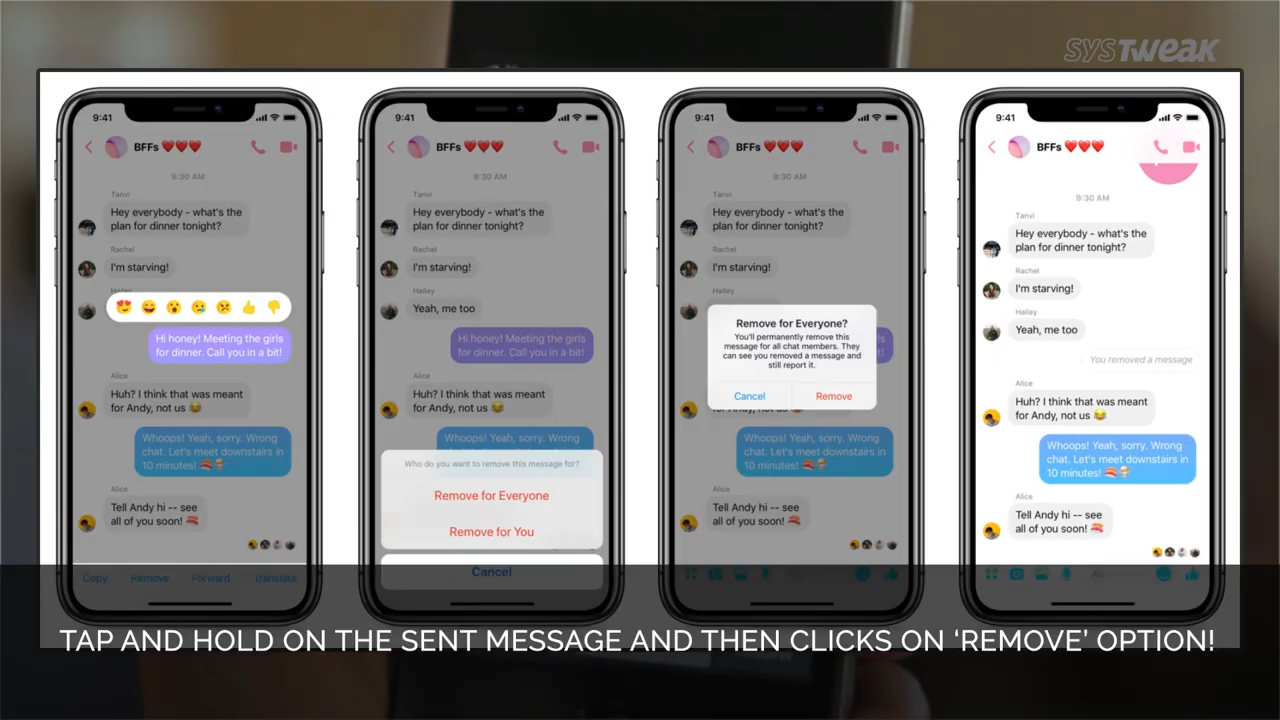 SYSTWEAK
9:41
BFFs ❤️❤️❤️
9:30 AM
Tanvi
Hey everybody - what's the
plan for dinner tonight?
Rachel
I'm starving!
Hailey
Hi honey! Meeting the girls
for dinner. Call you in a bit!
Alice
Huh? I think that was meant
for Andy, not us 😂
Whoops! Yeah, sorry. Wrong
chat. Let's meet downstairs in
10 minutes! 🍣🍧
Alice
Tell Andy hi -- see
all of you soon! 🍣
Copy Remove Forward Translate
9:41
BFFs ❤️❤️❤️
9:30 AM
Tanvi
Hey everybody - what's the
plan for dinner tonight?
Rachel
I'm starving!
Hailey
Yeah, me too
Hi honey! Meeting the girls
for dinner. Call you in a bit!
Alice
Huh? I think that was meant
for Andy, not us 😂
Whoops! Yeah, sorry. Wrong
Who do you want to remove this message for?
Remove for Everyone
Remove for You
Cancel
9:41
BFFs ❤️❤️❤️
9:30 AM
Tanvi
Hey everybody - what's the
plan for dinner tonight?
Rachel
I'm starving!
Remove for Everyone?
You'll permanently remove this
message for all chat members. They
can see you removed a message and
still report it.
Cancel Remove
for Andy, not us 😂
Whoops! Yeah, sorry. Wrong
chat. Let's meet downstairs in
10 minutes! 🍣🍧
Alice
Tell Andy hi -- see
all of you soon! 🍣
Aa
9:41
BFFs ❤️❤️❤️
9:30 AM
Tanvi
Hey everybody - what's the
plan for dinner tonight?
Rachel
I'm starving!
Hailey
Yeah, me too
You removed a message
Alice
Huh? I think that was meant
for Andy, not us 😂
Whoops! Yeah, sorry. Wrong
chat. Let's meet downstairs in
10 minutes! 🍣🍧
Alice
Tell Andy hi -- see
all of you soon! 🍣
Aa
TAP AND HOLD ON THE SENT MESSAGE AND THEN CLICKS ON ‘REMOVE’ OPTION!